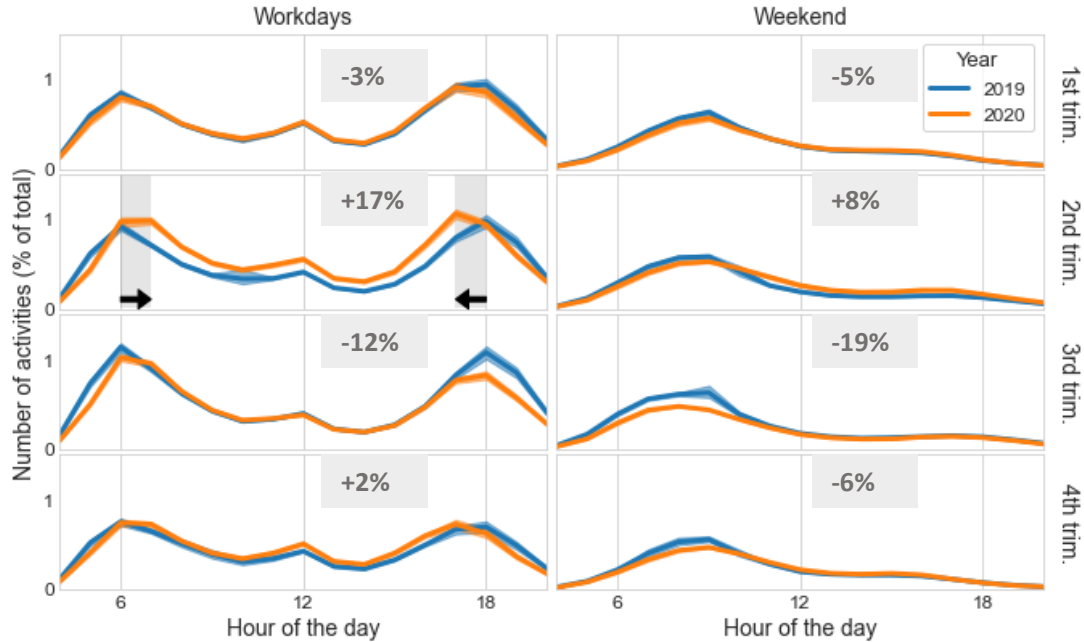 Workdays
Weekend
Number of activities (% of total)
1
0
-3%
-5%
Year
2019
2020
1st trim.
1
0
+17%
+8%
2nd trim.
1
0
-12%
-19%
3rd trim.
1
0
+2%
-6%
4th trim.
6
12
18
6
12
18
Hour of the day
Hour of the day